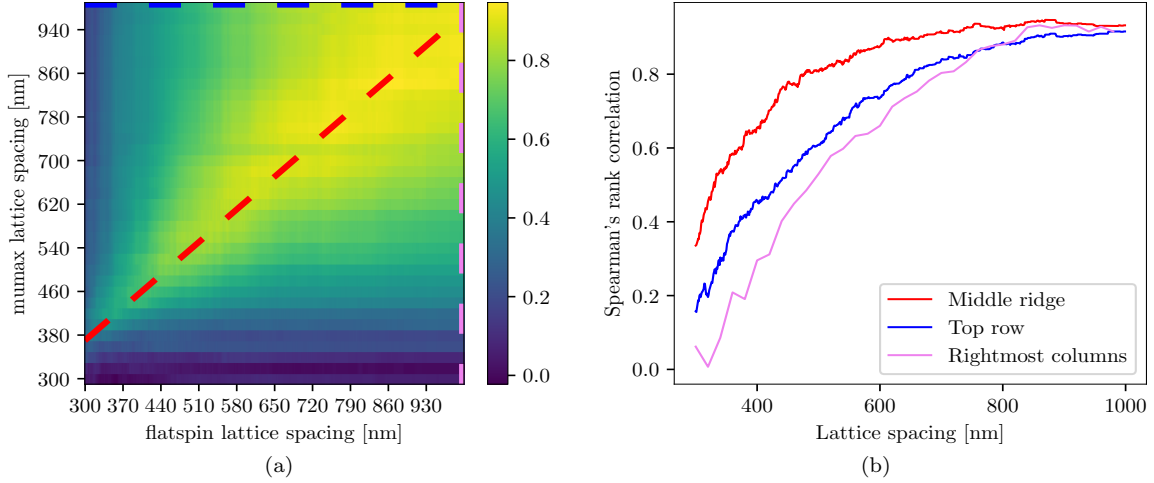 mumax lattice spacing [nm]
940
860
780
700
620
540
460
380
300
300 370 440 510 580 650 720 790 860 930
flatspin lattice spacing [nm]
(a)
0.8
0.6
0.4
0.2
0.0
Spearman's rank correlation
0.8
0.6
0.4
0.2
0.0
Middle ridge
Top row
Rightmost columns
400 600 800 1000
Lattice spacing [nm]
(b)